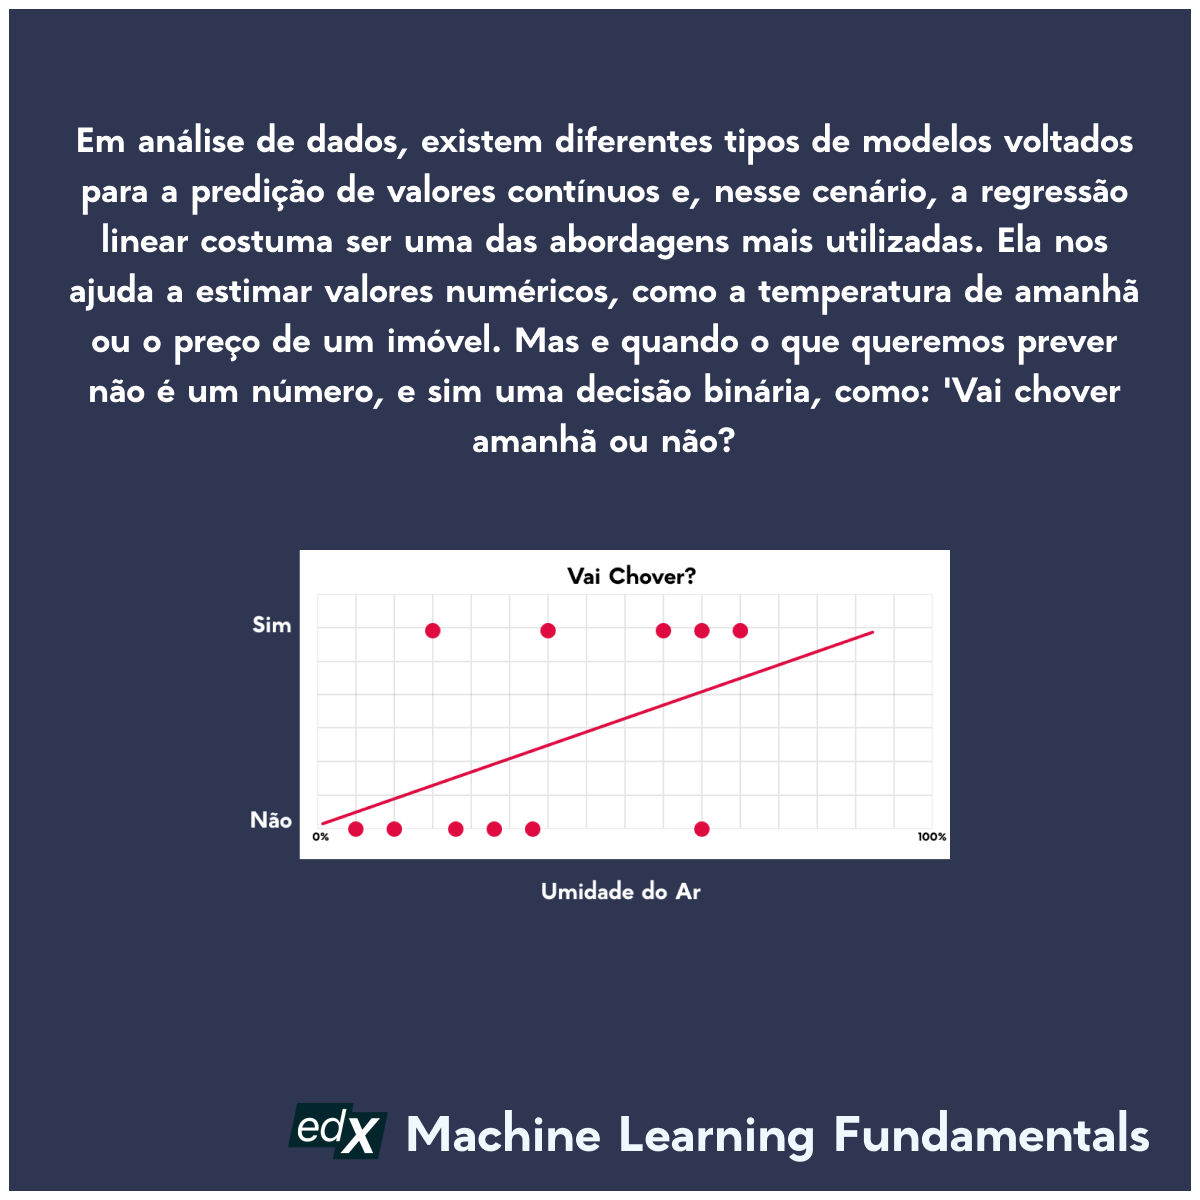 Em análise de dados, existem diferentes tipos de modelos voltados
para a predição de valores contínuos e, nesse cenário, a regressão
linear costuma ser uma das abordagens mais utilizadas. Ela nos
ajuda a estimar valores numéricos, como a temperatura de amanhã
ou o preço de um imóvel. Mas e quando o que queremos prever
não é um número, e sim uma decisão binária, como: 'Vai chover
amanhã ou não?
Vai Chover?
Sim
Não
0%
100%
Umidade do Ar
edX Machine Learning Fundamentals